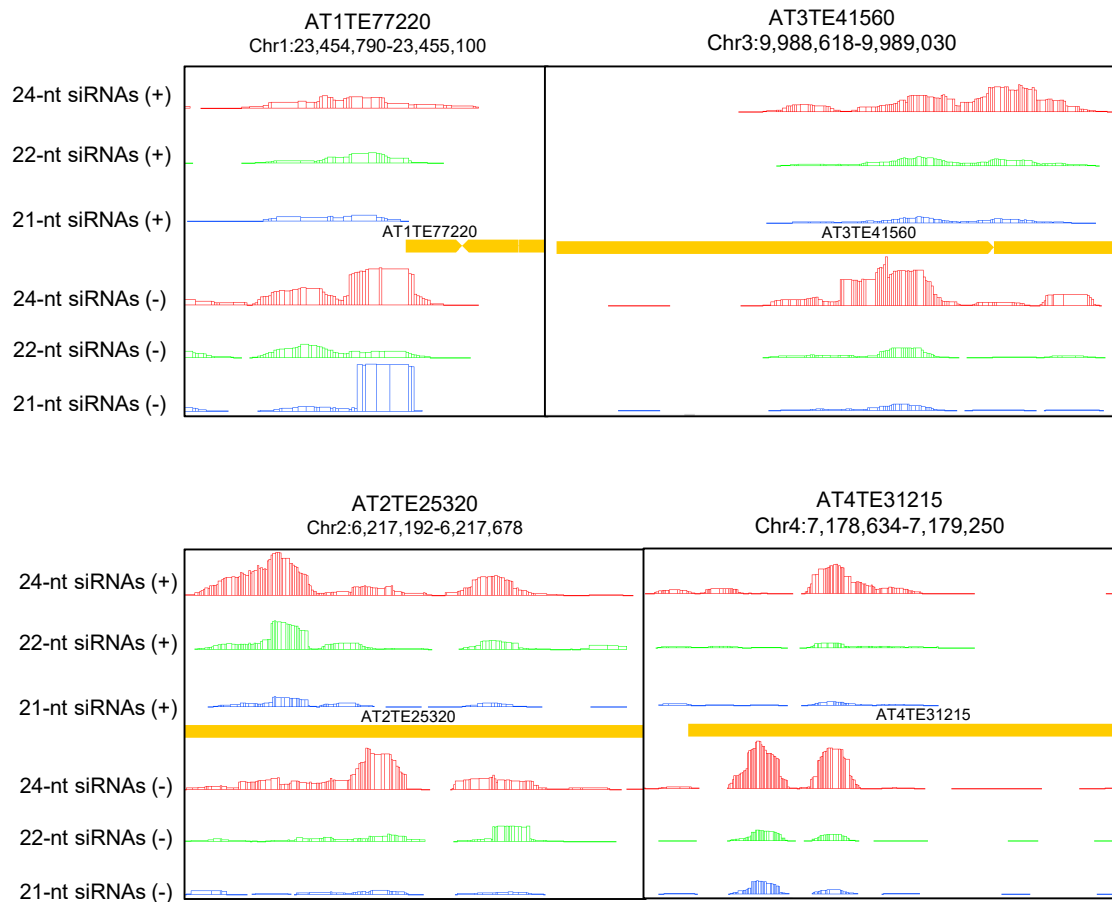 AT1TE77220
Chr1:23,454,790-23,455,100
AT3TE41560
Chr3:9,988,618-9,989,030
24-nt siRNAs (+)
22-nt siRNAs (+)
21-nt siRNAs (+)
AT1TE77220
AT3TE41560
24-nt siRNAs (-)
22-nt siRNAs (-)
21-nt siRNAs (-)
AT2TE25320
Chr2:6,217,192-6,217,678
AT4TE31215
Chr4:7,178,634-7,179,250
24-nt siRNAs (+)
22-nt siRNAs (+)
21-nt siRNAs (+)
AT2TE25320
AT4TE31215
24-nt siRNAs (-)
22-nt siRNAs (-)
21-nt siRNAs (-)